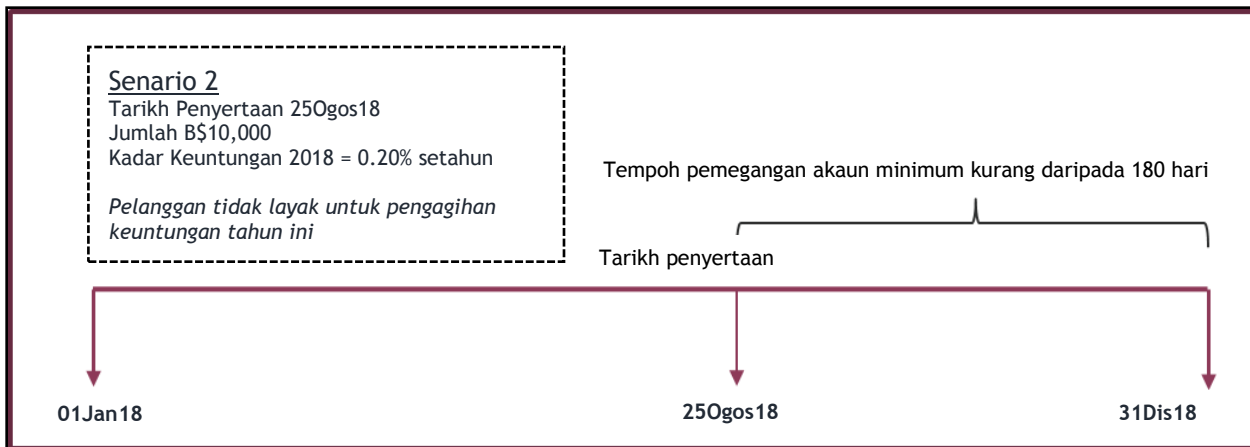 Senario 2
Tarikh Penyertaan 25Ogos18
Jumlah B$10,000
Kadar Keuntungan 2018 = 0.20% setahun
Pelanggan tidak layak untuk pengagihan
keuntungan tahun ini
Tempoh pemegangan akaun minimum kurang daripada 180 hari
Tarikh penyertaan
01Jan18
25Ogos18
31Dis18